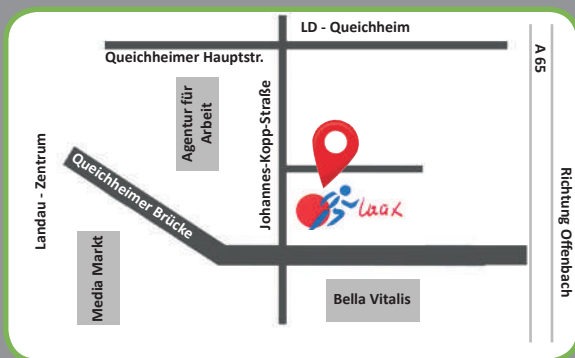 LD - Queichheim
Queichheimer Hauptstr.
A 65
Agentur für
Arbeit
Johannes-Kopp-Straße
Landau - Zentrum
Queichheimer Brücke
Laax
Richtung Offenbach
Media Markt
Bella Vitalis